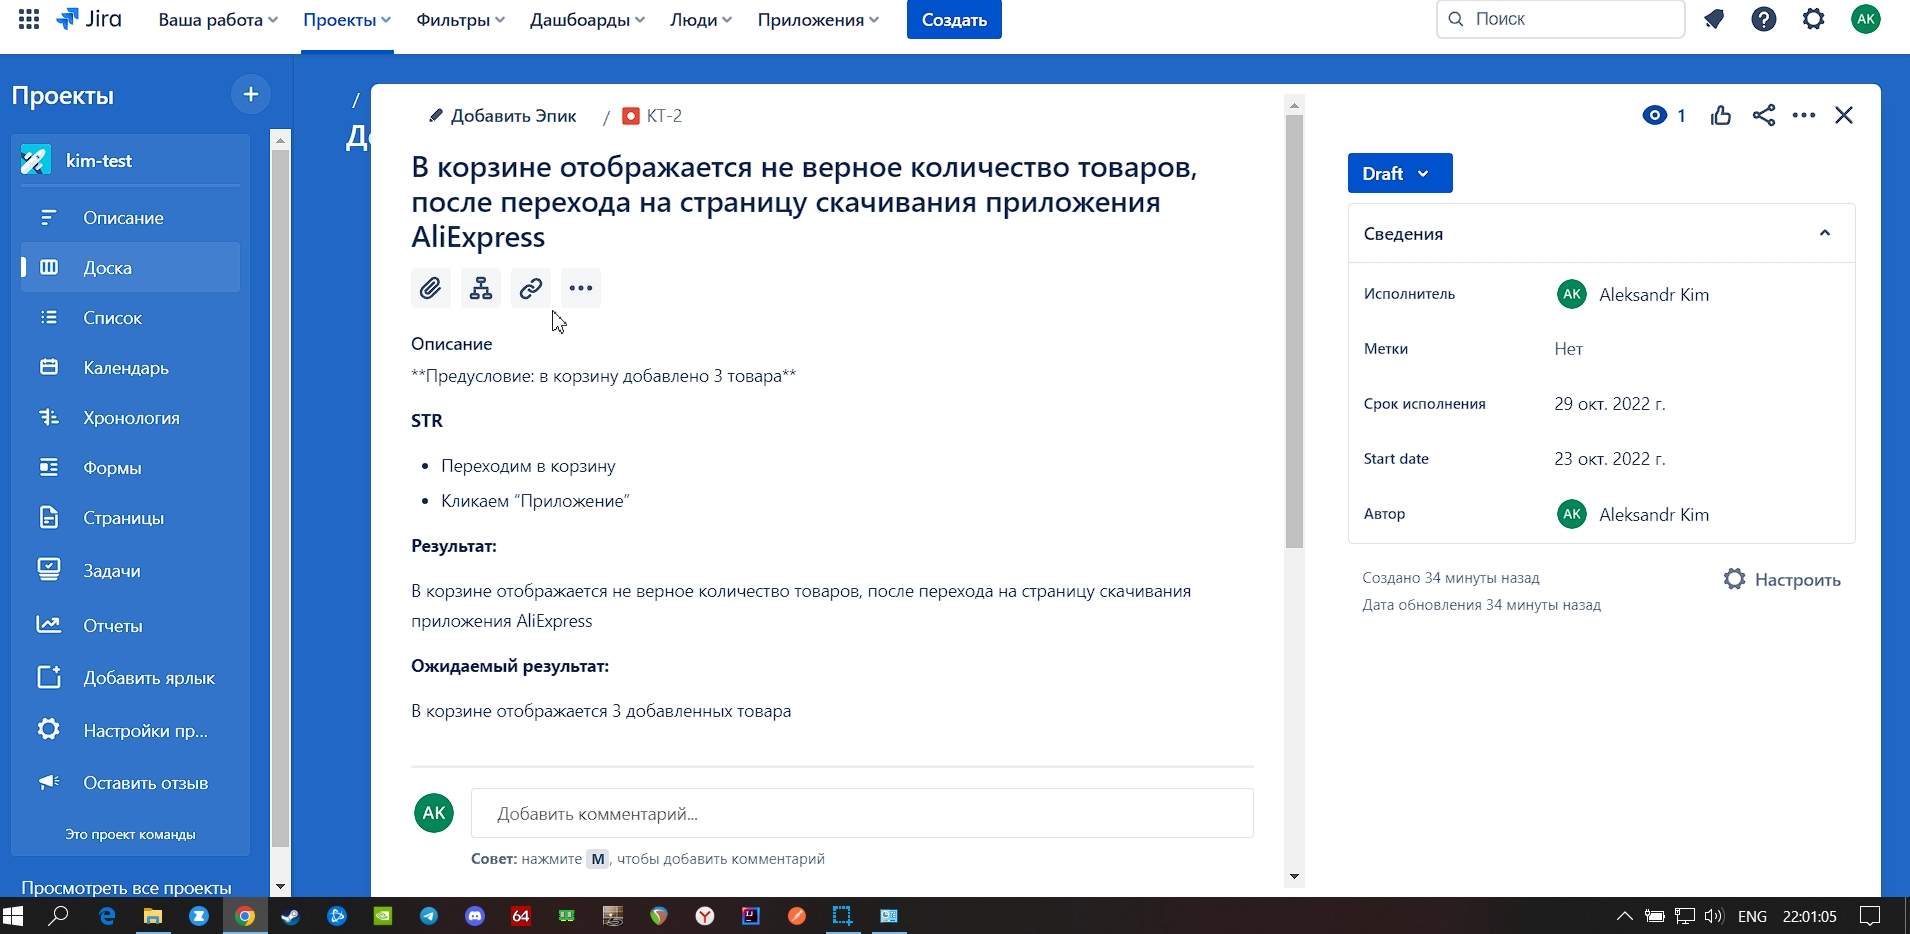 Jira
Ваша работа
Проекты
Фильтры
Дашбоарды
Люди
Приложения
Создать
Поиск
AK
Проекты
kim-test
Описание
Доска
Список
Календарь
Хронология
Формы
Страницы
Задачи
Отчеты
Добавить ярлык
Настройки пр...
Оставить отзыв
Это проект команды
Просмотреть все проекты
/
До
Добавить Эпик / KT-2
В корзине отображается не верное количество товаров,
после перехода на страницу скачивания приложения
AliExpress
Описание
**Предусловие: в корзину добавлено 3 товара**
STR
• Переходим в корзину
• Кликаем “Приложение”
Результат:
В корзине отображается не верное количество товаров, после перехода на страницу скачивания
приложения AliExpress
Ожидаемый результат:
В корзине отображается 3 добавленных товара
AK
Добавить комментарий...
Совет: нажмите M, чтобы добавить комментарий
1
Draft
Сведения
Исполнитель AK Aleksandr Kim
Метки Нет
Срок исполнения 29 окт. 2022 г.
Start date 23 окт. 2022 г.
Автор AK Aleksandr Kim
Создано 34 минуты назад
Настроить
Дата обновления 34 минуты назад
64
ENG
22:01:05